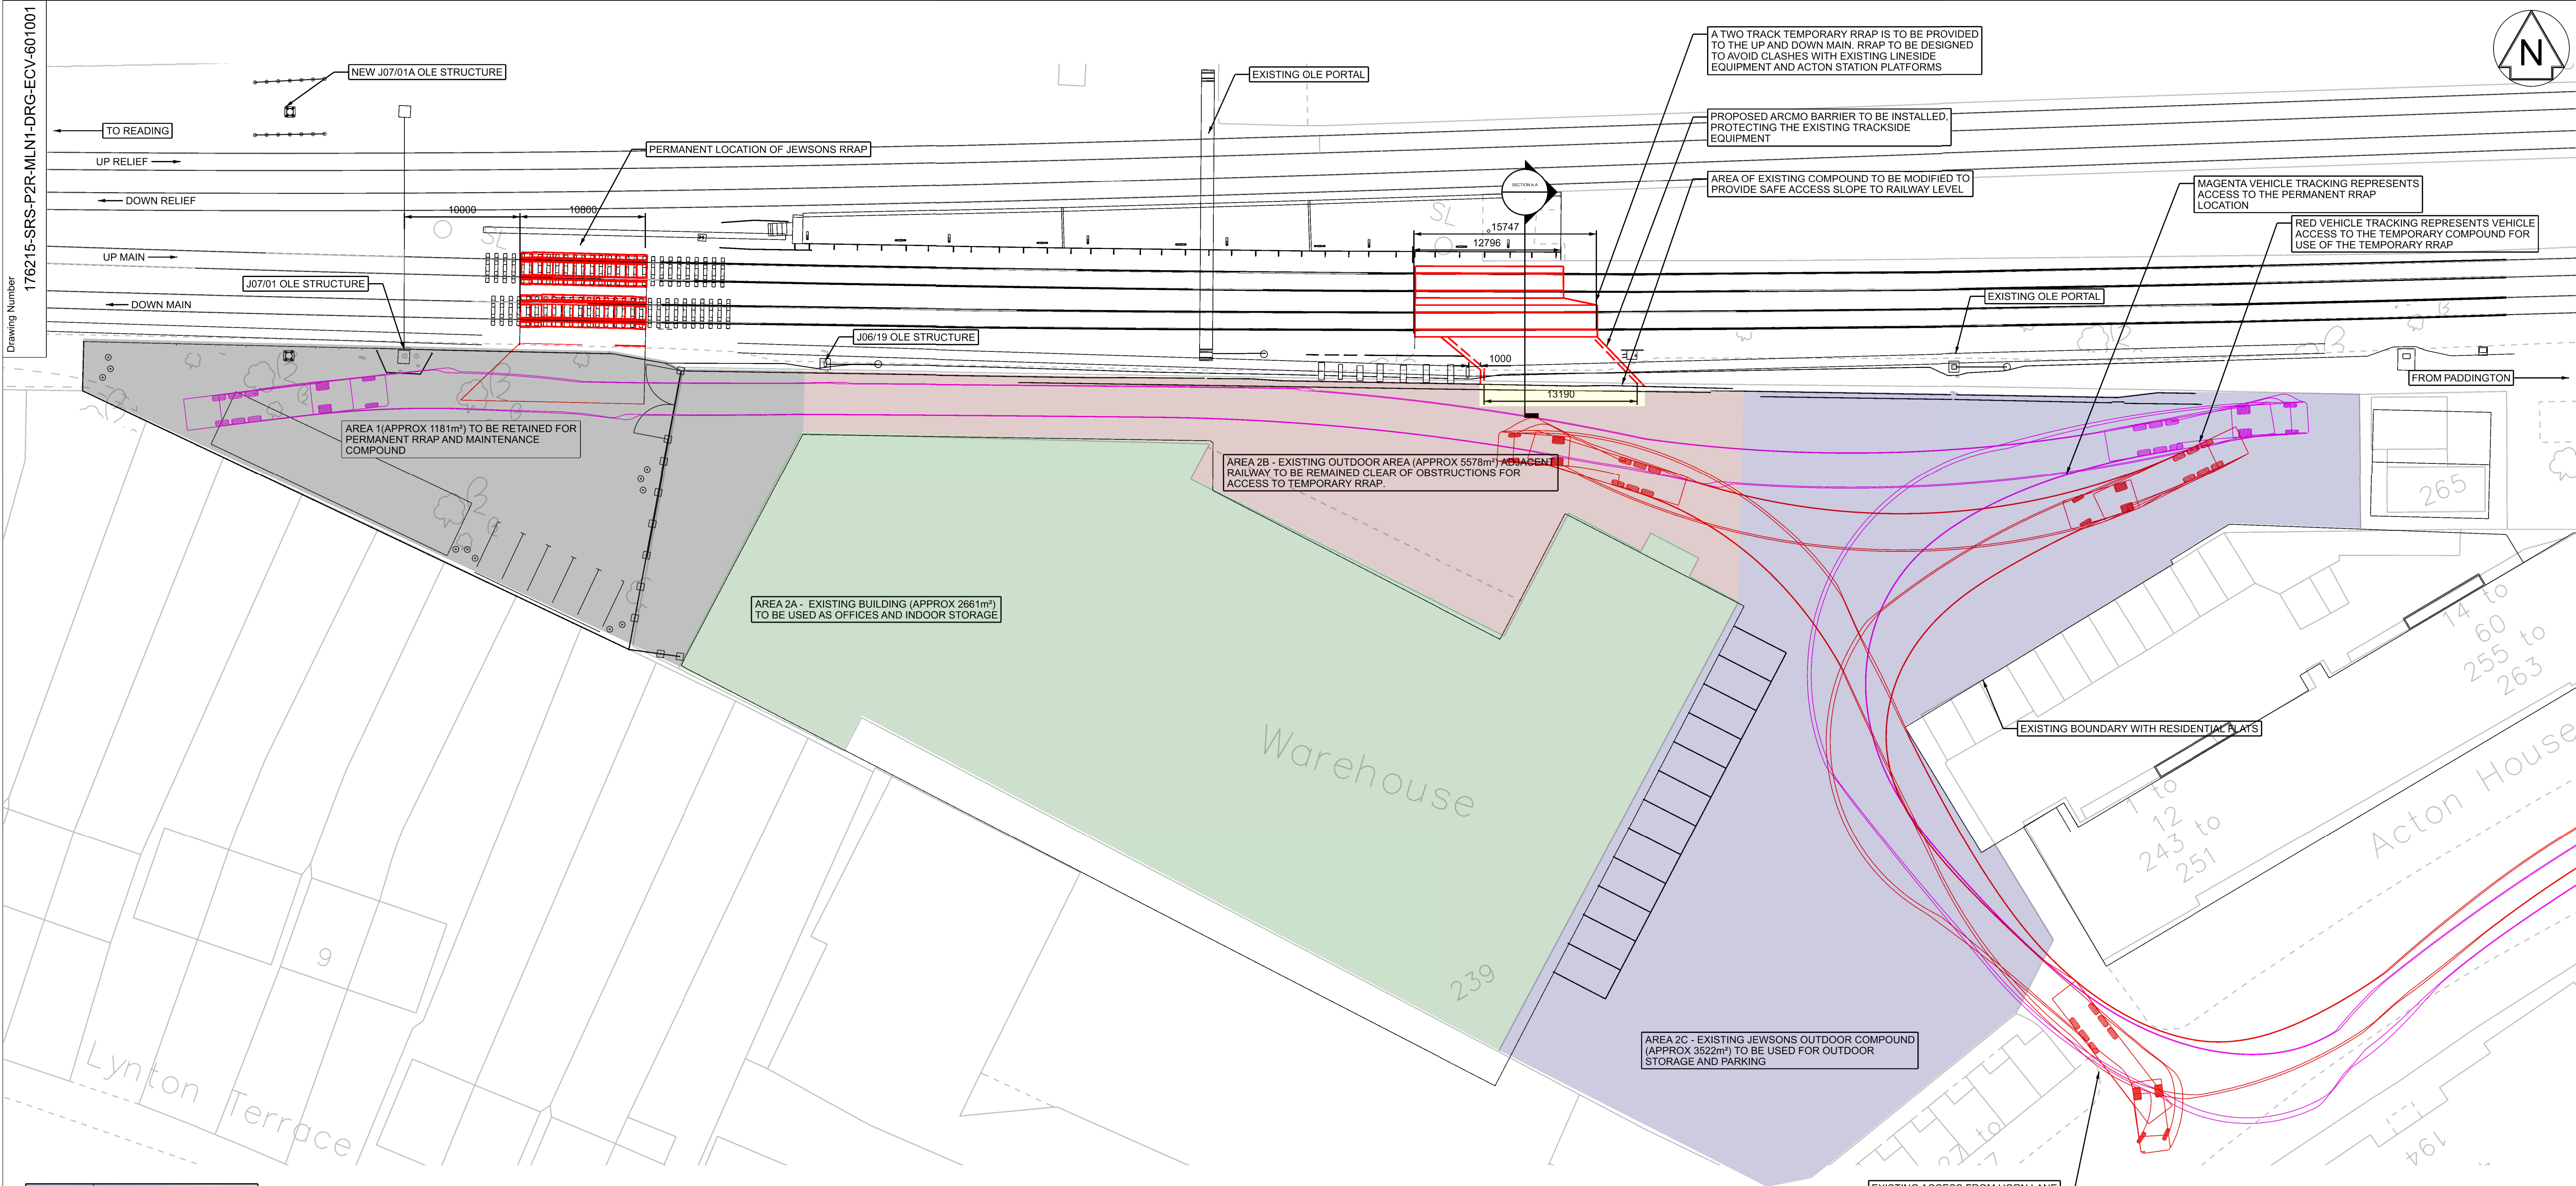 Drawing Number
176215-SRS-P2R-MLN1-DRG-ECV-601001
NEW J07/01A OLE STRUCTURE
EXISTING OLE PORTAL
A TWO TRACK TEMPORARY RRAP IS TO BE PROVIDED
TO THE UP AND DOWN MAIN. RRAP TO BE DESIGNED
TO AVOID CLASHES WITH EXISTING LINESIDE
EQUIPMENT AND ACTON STATION PLATFORMS
N
TO READING
UP RELIEF
PERMANENT LOCATION OF JEWSONS RRAP
PROPOSED ARCMO BARRIER TO BE INSTALLED,
PROTECTING THE EXISTING TRACKSIDE
EQUIPMENT
DOWN RELIEF
10000
10800
SL
SECTION A-A
SL
AREA OF EXISTING COMPOUND TO BE MODIFIED TO
PROVIDE SAFE ACCESS SLOPE TO RAILWAY LEVEL
MAGENTA VEHICLE TRACKING REPRESENTS
ACCESS TO THE PERMANENT RRAP
LOCATION
RED VEHICLE TRACKING REPRESENTS VEHICLE
ACCESS TO THE TEMPORARY COMPOUND FOR
USE OF THE TEMPORARY RRAP
15747
12796
UP MAIN
J07/01 OLE STRUCTURE
DOWN MAIN
EXISTING OLE PORTAL
J06/19 OLE STRUCTURE
1000
13190
FROM PADDINGTON
AREA 1(APPROX 1181m²) TO BE RETAINED FOR
PERMANENT RRAP AND MAINTENANCE
COMPOUND
AREA 2B - EXISTING OUTDOOR AREA (APPROX 5578m²) ADJACENT
RAILWAY TO BE REMAINED CLEAR OF OBSTRUCTIONS FOR
ACCESS TO TEMPORARY RRAP.
265
AREA 2A - EXISTING BUILDING (APPROX 2661m²)
TO BE USED AS OFFICES AND INDOOR STORAGE
14 to
60
255 to
263
EXISTING BOUNDARY WITH RESIDENTIAL FLATS
Warehouse
1 to
12
243 to
251
Acton House
9
239
AREA 2C - EXISTING JEWSONS OUTDOOR COMPOUND
(APPROX 3522m²) TO BE USED FOR OUTDOOR
STORAGE AND PARKING
Lynton Terrace
194
EXISTING ACCESS FROM HORN LANE